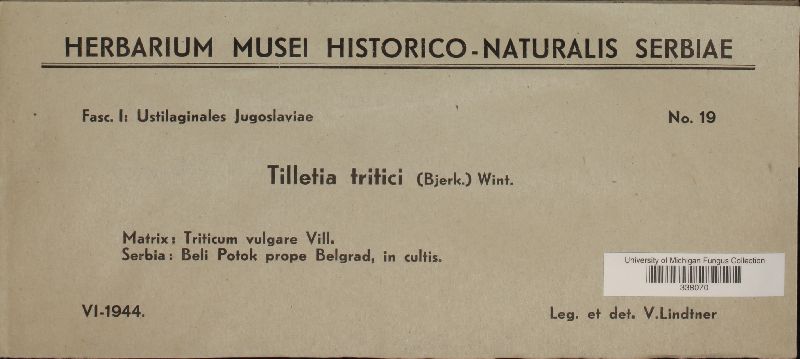 HERBARIUM MUSEI HISTORICO-NATURALIS SERBIAE
Fasc. I: Ustilaginales Jugoslaviae No. 19
Tilletia tritici (Bjerk.) Wint.
Matrix: Triticum vulgare Vill.
Serbia: Beli Potok prope Belgrad, in cultis.
University of Michigan Fungus Collection
339070
VI-1944.
Leg. et det. V.Lindtner